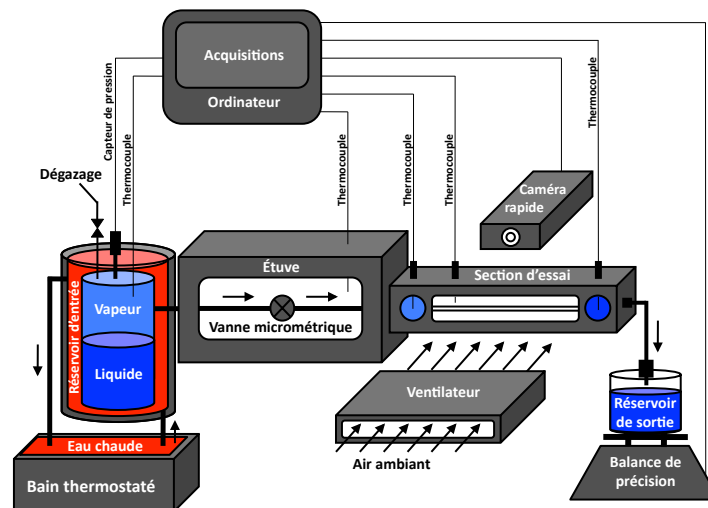 Acquisitions
Ordinateur
Capteur de pression
Thermocouple
Thermocouple
Thermocouple
Thermocouple
Thermocouple
Dégazage
Caméra
rapide
Réservoir d'entrée
Vapeur
Liquide
Étuve
Vanne micrométrique
Section d'essai
Ventilateur
Air ambiant
Réservoir
de sortie
Balance de
précision
Eau chaude
Bain thermostaté